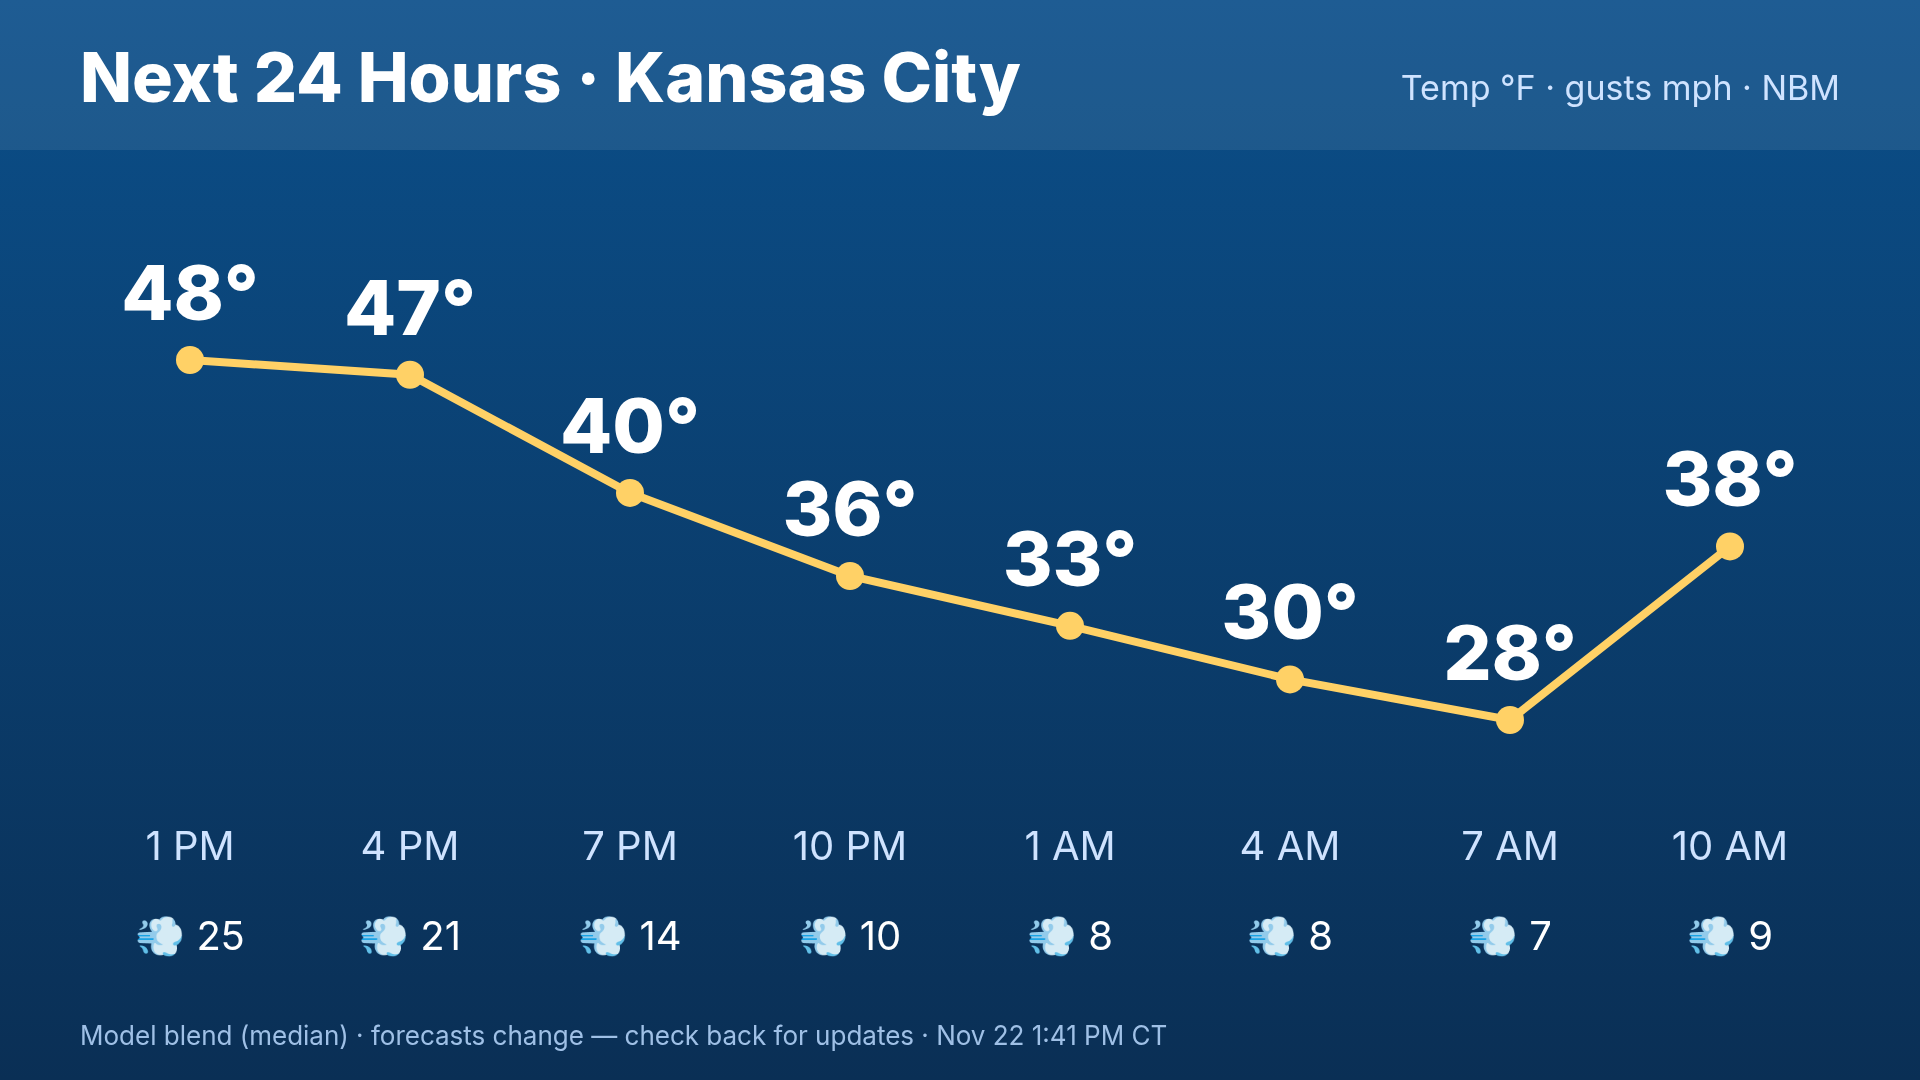 Next 24 Hours · Kansas City
Temp °F · gusts mph · NBM
48° 47° 40° 36° 33° 30° 28° 38°
1 PM 4 PM 7 PM 10 PM 1 AM 4 AM 7 AM 10 AM
💨 25 💨 21 💨 14 💨 10 💨 8 💨 8 💨 7 💨 9
Model blend (median) · forecasts change — check back for updates · Nov 22 1:41 PM CT